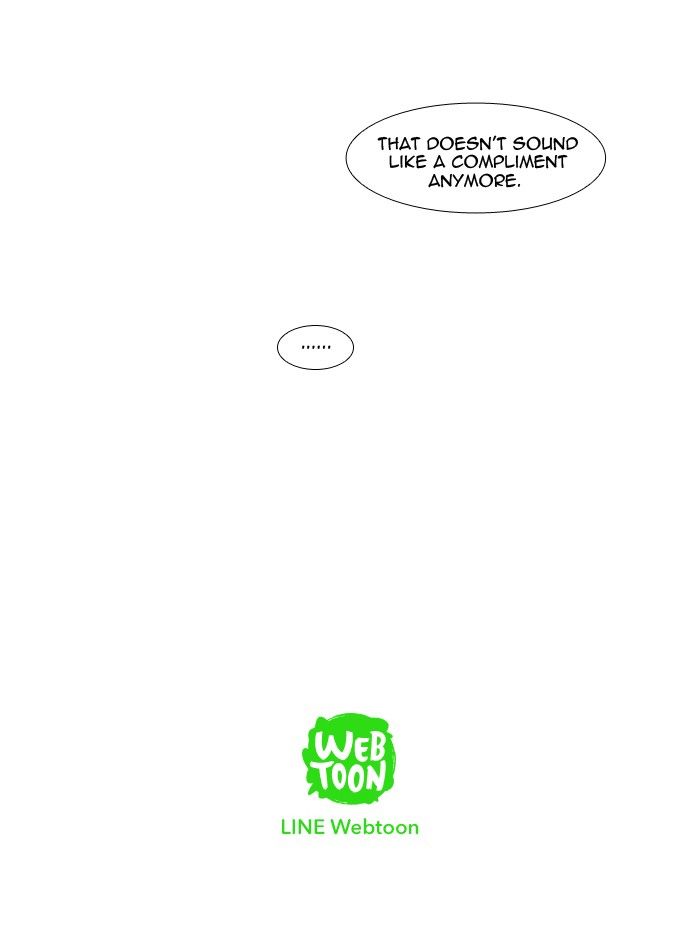 THAT DOESN'T SOUND
LIKE A COMPLIMENT
ANYMORE.
......
WEB
TOON
LINE Webtoon